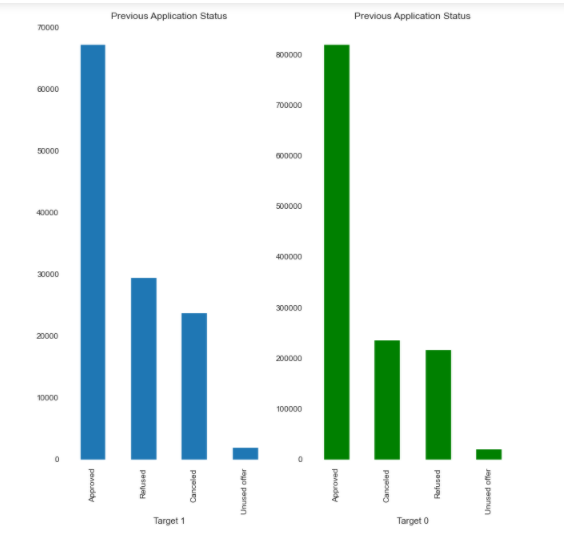 Previous Application Status
70000
60000
50000
40000
30000
20000
10000
0
Approved
Refused
Canceled
Unused offer
Target 1
Previous Application Status
800000
700000
600000
500000
400000
300000
200000
100000
0
Approved
Canceled
Refused
Unused offer
Target 0